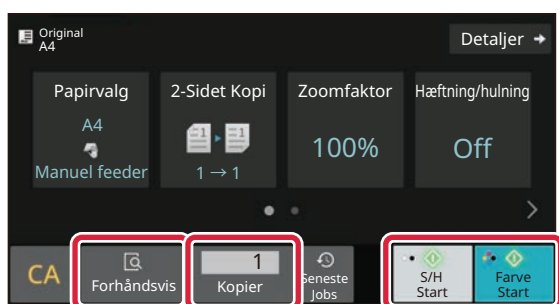 Original
A4
Detaljer
Papirvalg
A4
Manuel feeder
2-Sidet Kopi
1 → 1
Zoomfaktor
100%
Hæftning/hulning
Off
CA
Forhåndsvis
1
Kopier
Seneste
Jobs
S/H
Start
Farve
Start